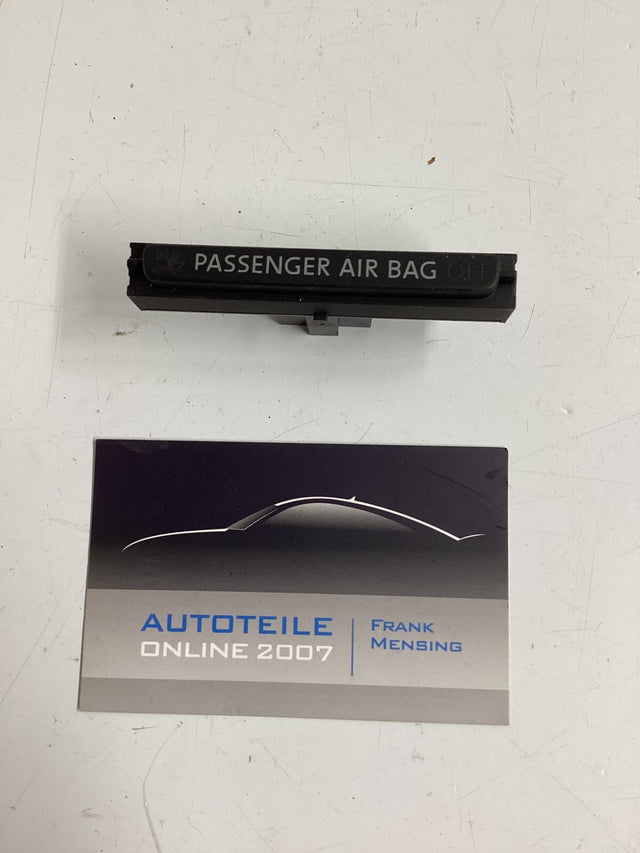 PASSENGER AIR BAG OFF
AUTOTEILE
ONLINE 2007
FRANK
MENSING